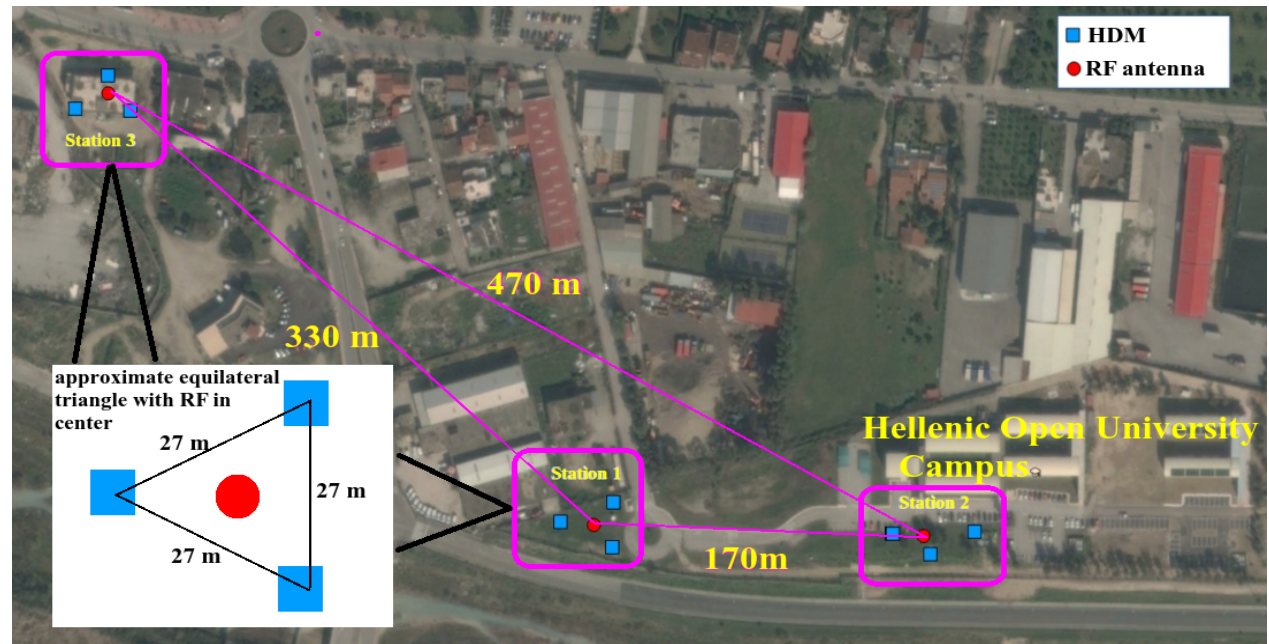 HDM
RF antenna
Station 3
470 m
330 m
approximate equilateral
triangle with RF in
center
27 m
27 m
27 m
Hellenic Open University
Campus
Station 1
Station 2
170m